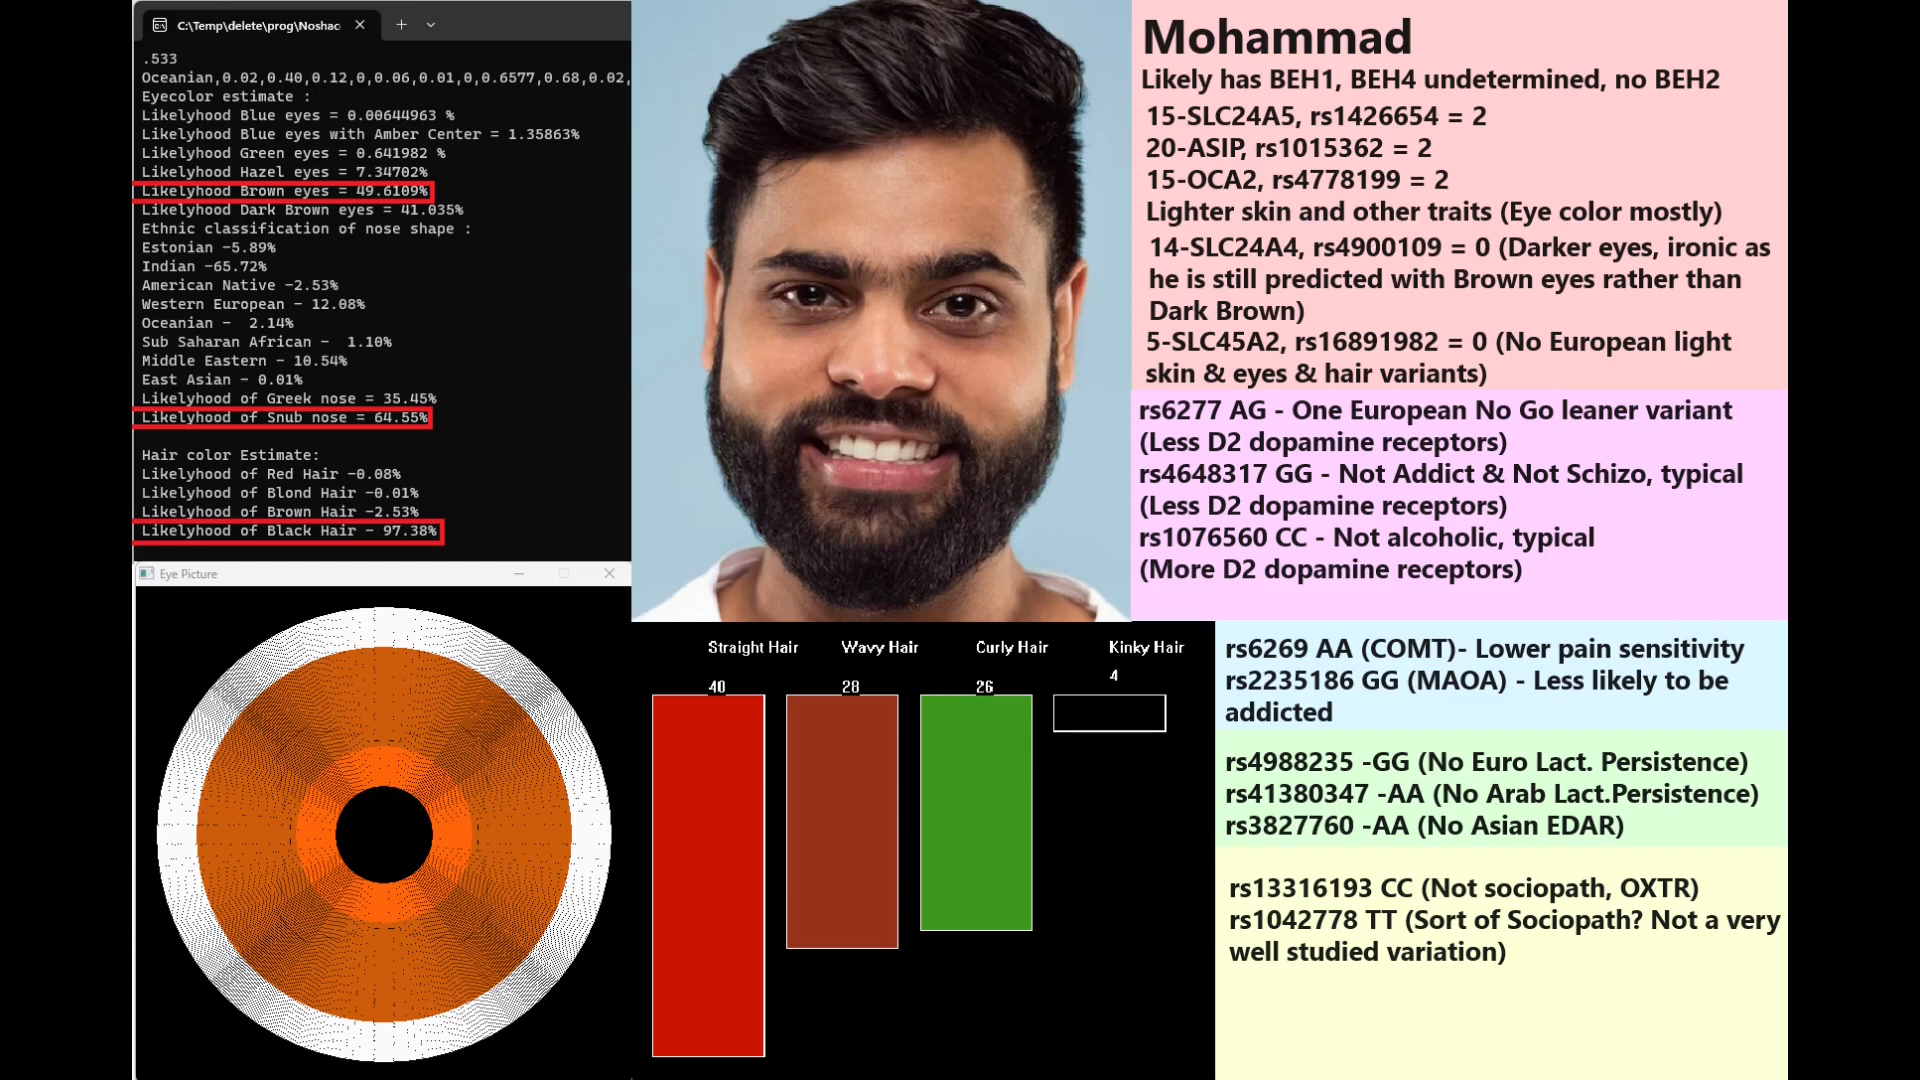 C:\Temp\delete\prog\Noshac
.533
Oceanian,0.02,0.40,0.12,0,0.06,0.01,0,0.6577,0.68,0.02,
Eyecolor estimate :
Likelyhood Blue eyes = 0.00644963 %
Likelyhood Blue eyes with Amber Center = 1.35863%
Likelyhood Green eyes = 0.641982 %
Likelyhood Hazel eyes = 7.34702%
Likelyhood Brown eyes = 49.6109%
Likelyhood Dark Brown eyes = 41.035%
Ethnic classification of nose shape :
Estonian -5.89%
Indian -65.72%
American Native -2.53%
Western European - 12.08%
Oceanian -  2.14%
Sub Saharan African -  1.10%
Middle Eastern - 10.54%
East Asian - 0.01%
Likelyhood of Greek nose = 35.45%
Likelyhood of Snub nose = 64.55%
Hair color Estimate:
Likelyhood of Red Hair -0.08%
Likelyhood of Blond Hair -0.01%
Likelyhood of Brown Hair -2.53%
Likelyhood of Black Hair - 97.38%
Eye Picture
Mohammad
Likely has BEH1, BEH4 undetermined, no BEH2
15-SLC24A5, rs1426654 = 2
20-ASIP, rs1015362 = 2
15-OCA2, rs4778199 = 2
Lighter skin and other traits (Eye color mostly)
14-SLC24A4, rs4900109 = 0 (Darker eyes, ironic as
he is still predicted with Brown eyes rather than
Dark Brown)
5-SLC45A2, rs16891982 = 0 (No European light
skin & eyes & hair variants)
rs6277 AG - One European No Go leaner variant
(Less D2 dopamine receptors)
rs4648317 GG - Not Addict & Not Schizo, typical
(Less D2 dopamine receptors)
rs1076560 CC - Not alcoholic, typical
(More D2 dopamine receptors)
Straight Hair Wavy Hair Curly Hair Kinky Hair
40 28 26 4
rs6269 AA (COMT)- Lower pain sensitivity
rs2235186 GG (MAOA) - Less likely to be
addicted
rs4988235 -GG (No Euro Lact. Persistence)
rs41380347 -AA (No Arab Lact.Persistence)
rs3827760 -AA (No Asian EDAR)
rs13316193 CC (Not sociopath, OXTR)
rs1042778 TT (Sort of Sociopath? Not a very
well studied variation)